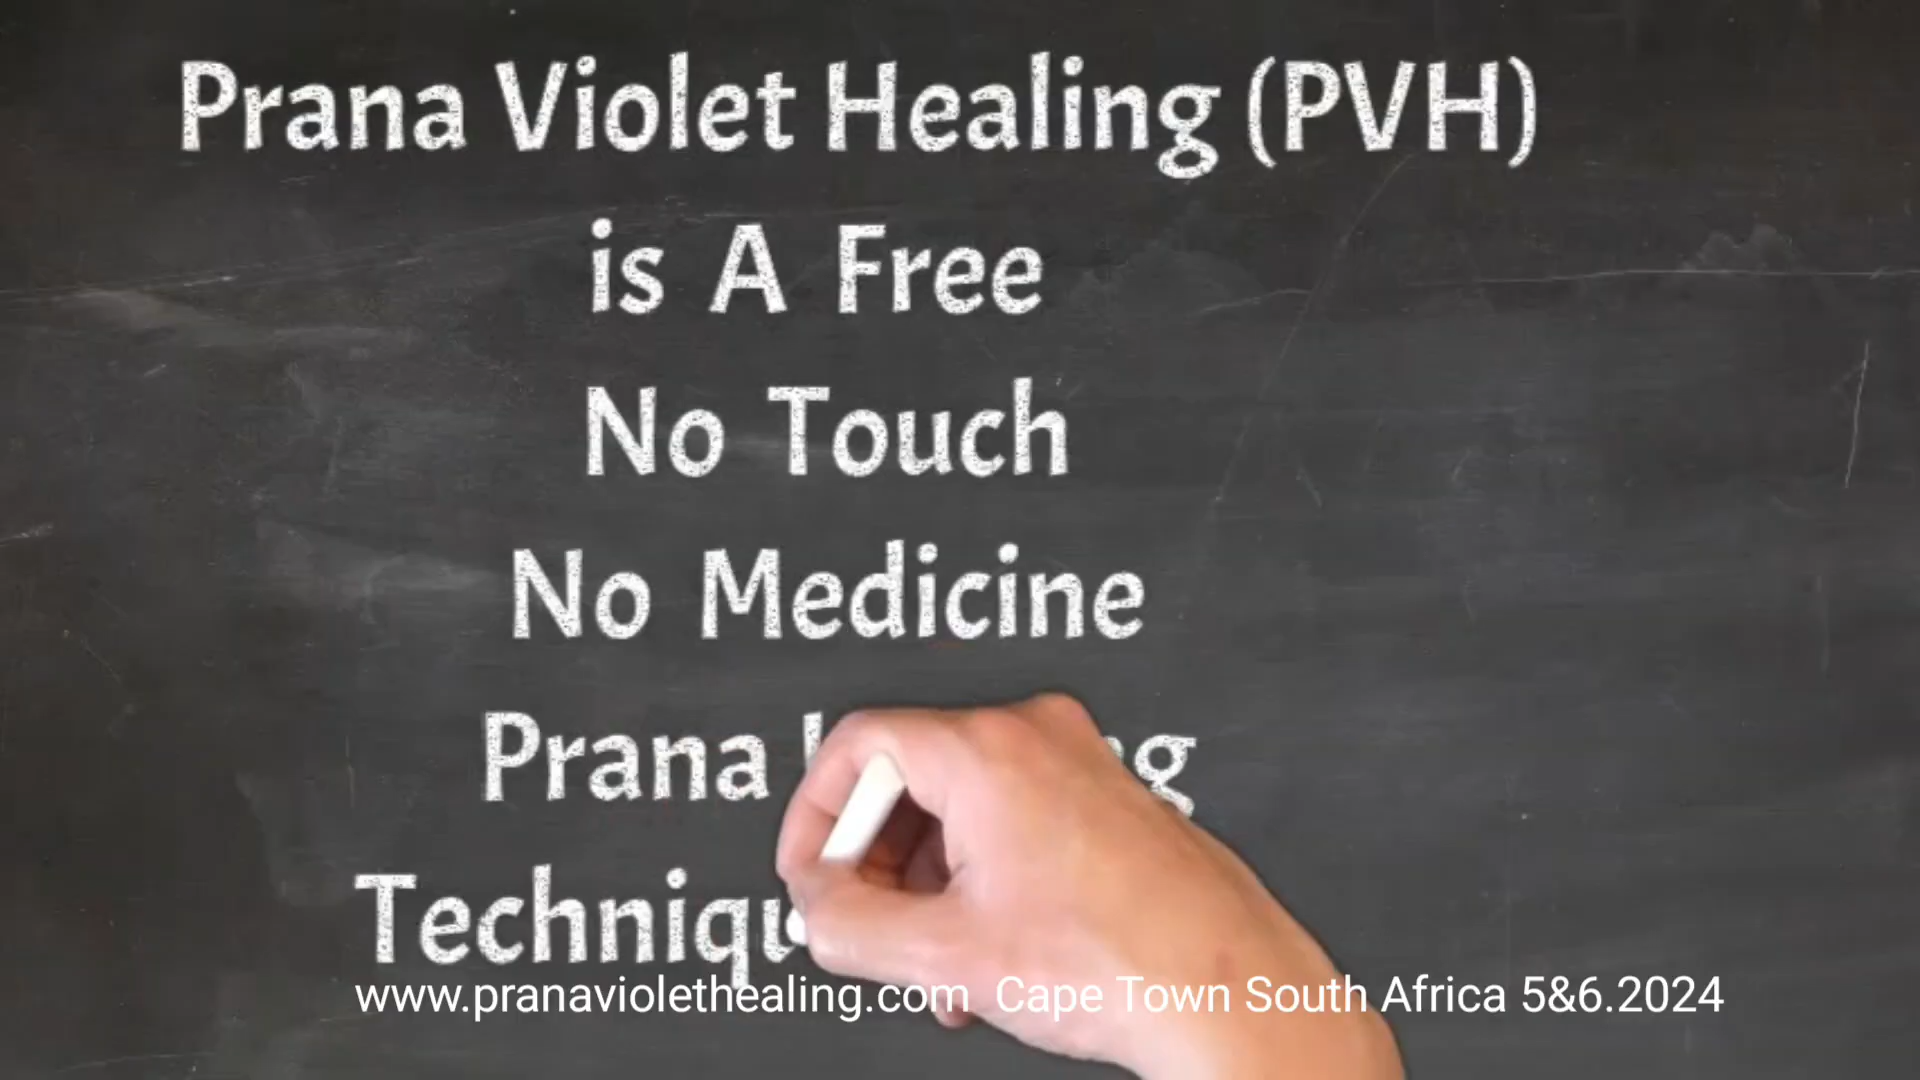 Prana Violet Healing (PVH)
is A Free
No Touch
No Medicine
Prana
www.pranaviolethealing.com Cape Town South Africa 5&6.2024